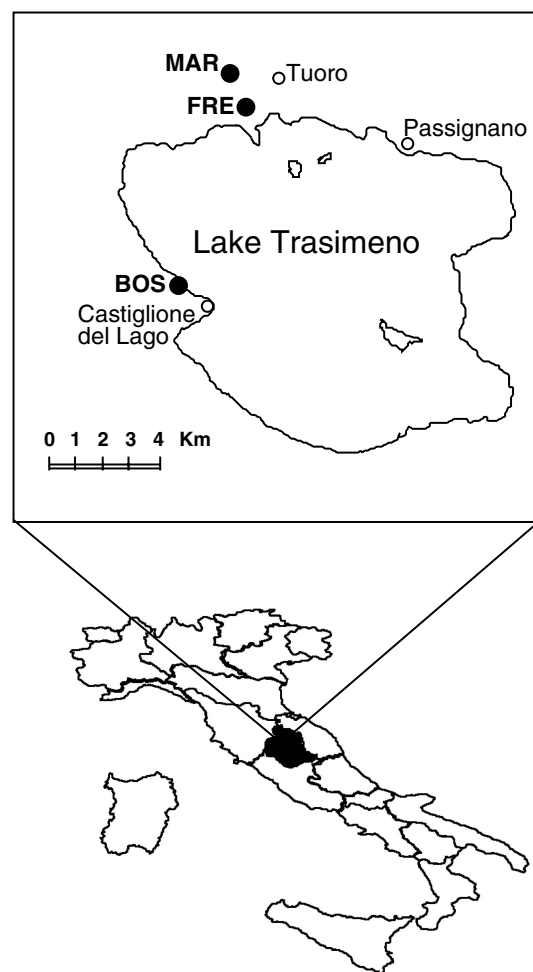 MAR
Tuoro
FRE
Passignano
Lake Trasimeno
BOS
Castiglione
del Lago
0 1 2 3 4 Km